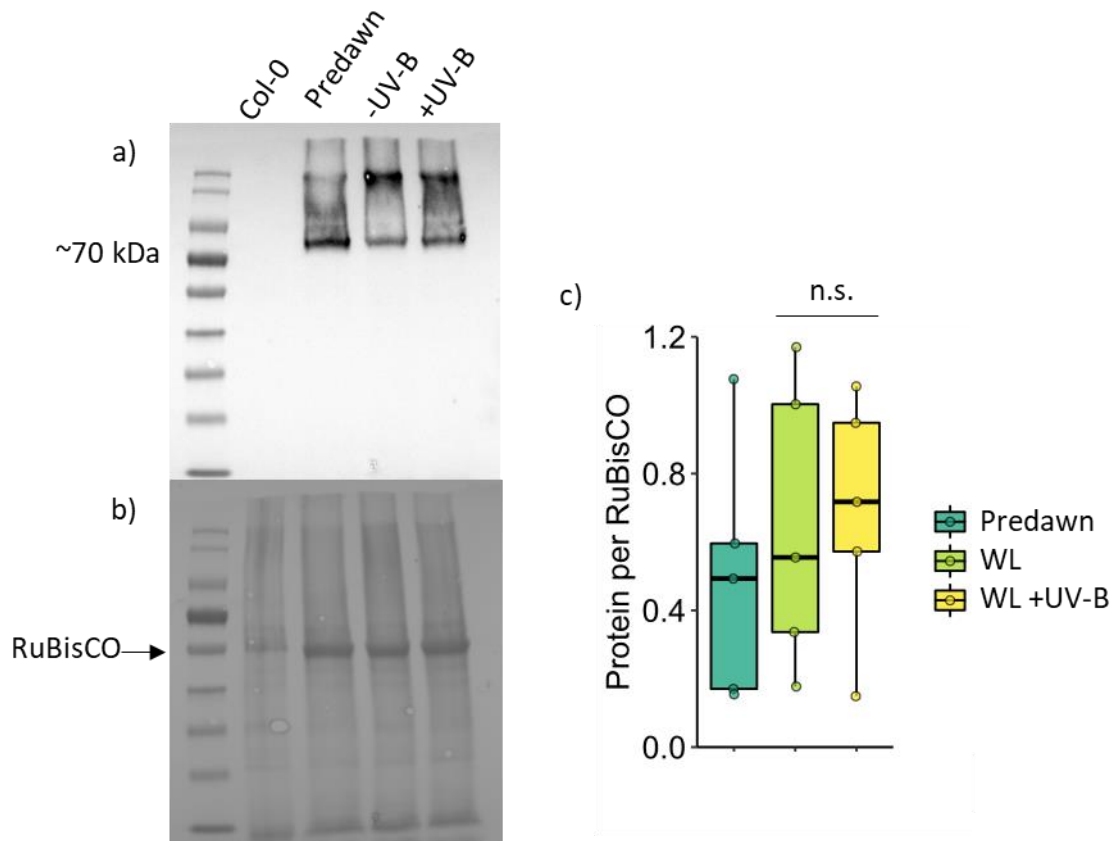 Col-0
Predawn
-UV-B
+UV-B
a)
~70 kDa
b)
RuBisCO
c)
n.s.
Protein per RuBisCO
1.2
0.8
0.4
0.0
Predawn
WL
WL +UV-B